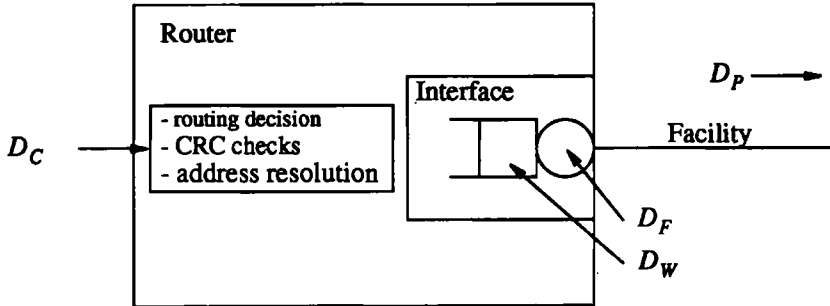 Router
D_P
Interface
- routing decision
- CRC checks
- address resolution
D_C
Facility
D_F
D_W